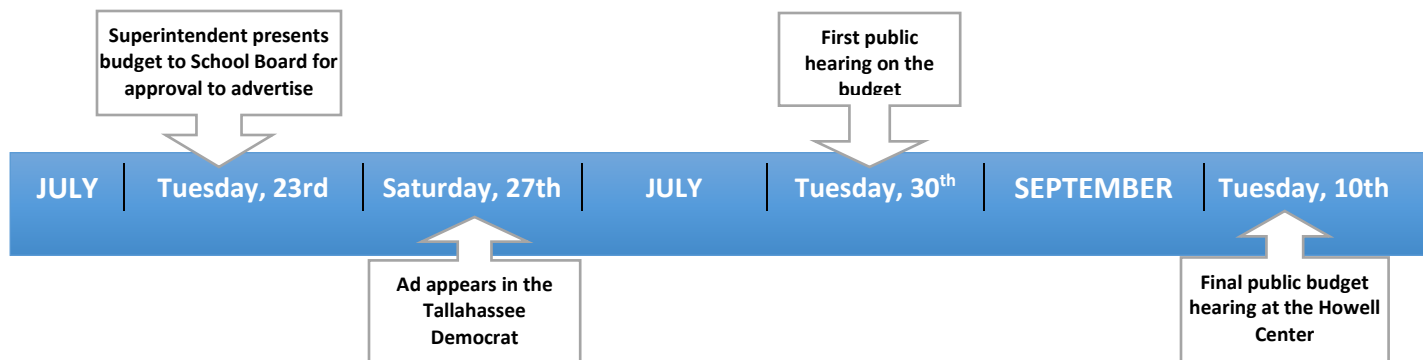 Superintendent presents
budget to School Board for
approval to advertise
First public
hearing on the
budget
JULY
Tuesday, 23rd
Saturday, 27th
JULY
Tuesday, 30th
SEPTEMBER
Tuesday, 10th
Ad appears in the
Tallahassee
Democrat
Final public budget
hearing at the Howell
Center